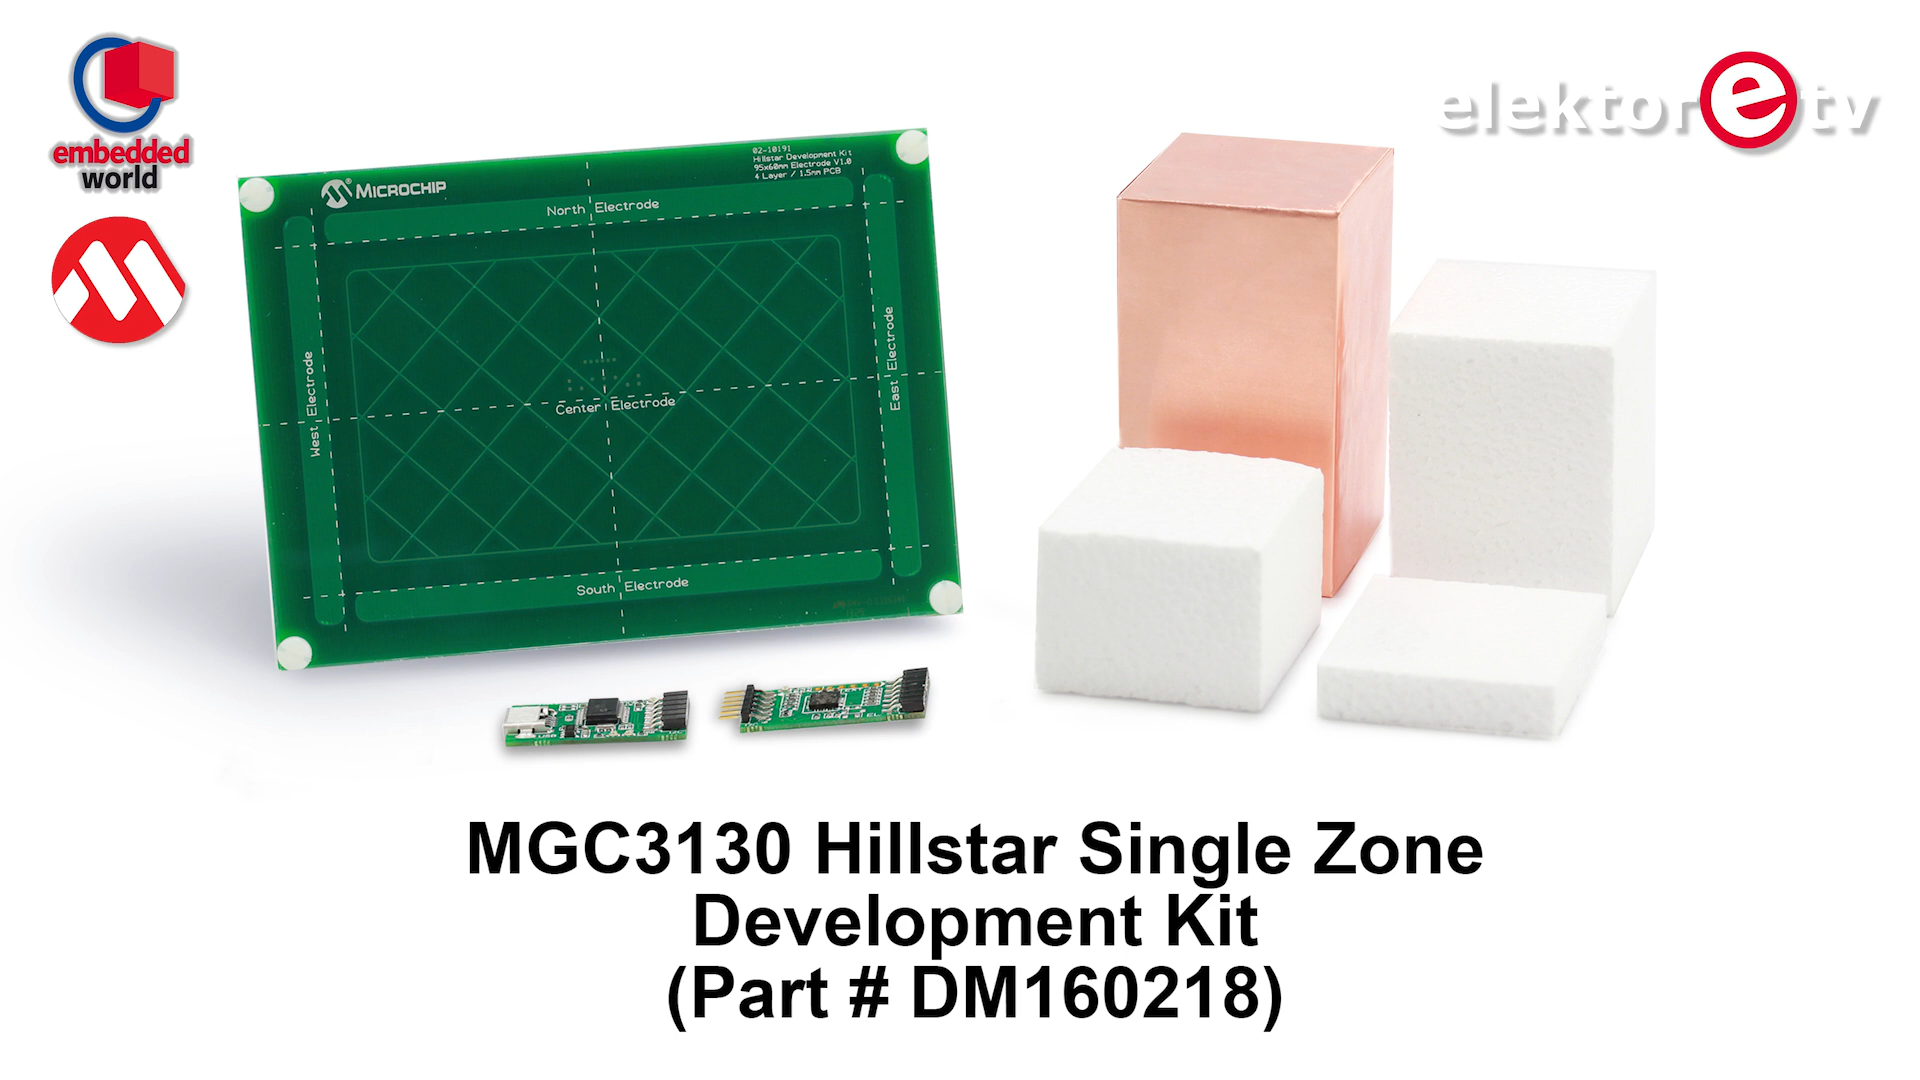 embedded
world
elektor e tv
MICROCHIP
02-10191
Hillstar Development Kit
95x60mm Electrode V1.0
4 Layer / 1.5mm PCB
North Electrode
West Electrode
Center Electrode
East Electrode
South Electrode
MGC3130 Hillstar Single Zone
Development Kit
(Part # DM160218)